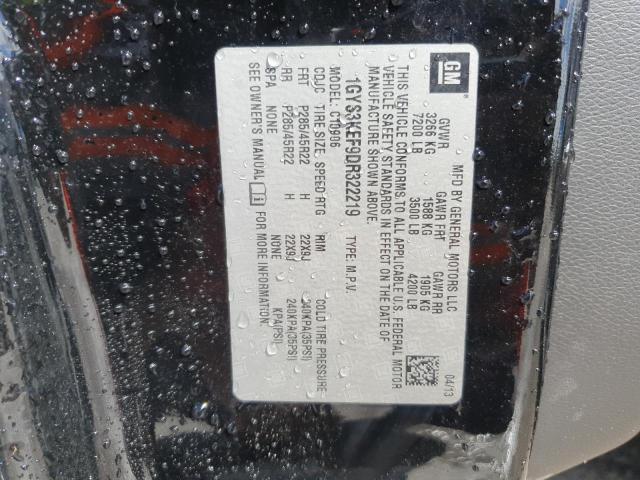 GM
MFD BY GENERAL MOTORS LLC
04/13
GVWR GAWR FRT GAWR RR
3266 KG 1588 KG 1905 KG
7200 LB 3500 LB 4200 LB
THIS VEHICLE CONFORMS TO ALL APPLICABLE U.S. FEDERAL MOTOR
VEHICLE SAFETY STANDARDS IN EFFECT ON THE DATE OF
MANUFACTURE SHOWN ABOVE.
1GYS3KEF9DR322219 TYPE: M.P.V.
CDJC C10906
TIRE SIZE SPEED RTG RIM COLD TIRE PRESSURE
FRT P285/45R22 H 22X9J 240KPA(35PSI)
RR P285/45R22 H 22X9J 240KPA(35PSI)
SPA NONE NONE KPA(PSI)
SEE OWNER'S MANUAL i FOR MORE INFORMATION.